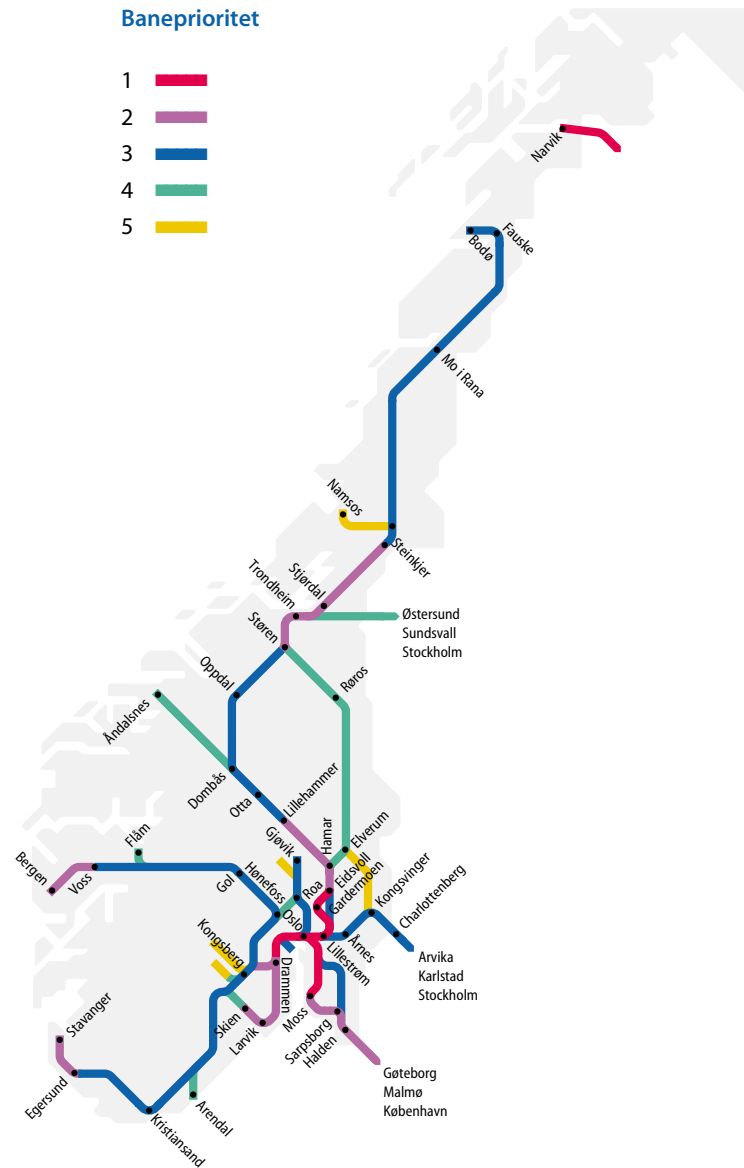 Baneprioritet
1
2
3
4
5
Narvik
Fauske
Bodø
Mo i Rana
Namsos
Steinkjer
Stjørdal
Trondheim
Østersund
Sundsvall
Stockholm
Støren
Oppdal
Røros
Åndalsnes
Dombås
Otta
Lillehammer
Hamar
Elverum
Gjøvik
Flåm
Bergen
Voss
Gol
Hønefoss
Roa
Eidsvoll
Gardermoen
Kongsvinger
Charlottenberg
Oslo
Årnes
Lillestrøm
Arvika
Karlstad
Stockholm
Kongsberg
Drammen
Moss
Skien
Larvik
Sarpsborg
Halden
Stavanger
Egersund
Gøteborg
Malmø
København
Arendal
Kristiansand